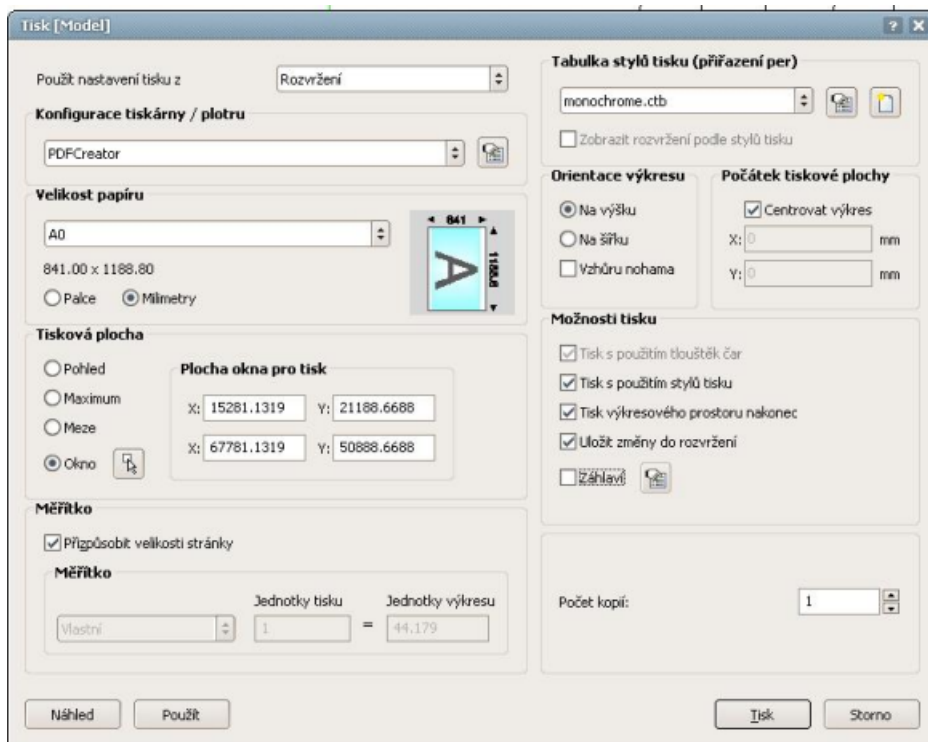 Tisk [Model]
Použít nastavení tisku z
Rozvržení
Konfigurace tiskárny / plotru
PDFCreator
Velikost papíru
A0
841.00 x 1188.80
Palce
Milimetry
841
1188.8
A
Tisková plocha
Pohled
Maximum
Meze
Okno
Plocha okna pro tisk
X: 15281.1319 Y: 21188.6688
X: 67781.1319 Y: 50888.6688
Měřítko
Přizpůsobit velikosti stránky
Měřítko
Jednotky tisku Jednotky výkresu
Vlastní 1 = 44.179
Náhled
Použít
Tabulka stylů tisku (přiřazení per)
monochrome.ctb
Zobrazit rozvržení podle stylů tisku
Orientace výkresu
Na výšku
Na šířku
Vzhůru nohama
Počátek tiskové plochy
Centrovat výkres
X: 0 mm
Y: 0 mm
Možnosti tisku
Tisk s použitím tlouštěk čar
Tisk s použitím stylů tisku
Tisk výkresového prostoru nakonec
Uložit změny do rozvržení
Záhlaví
Počet kopií: 1
Tisk
Storno